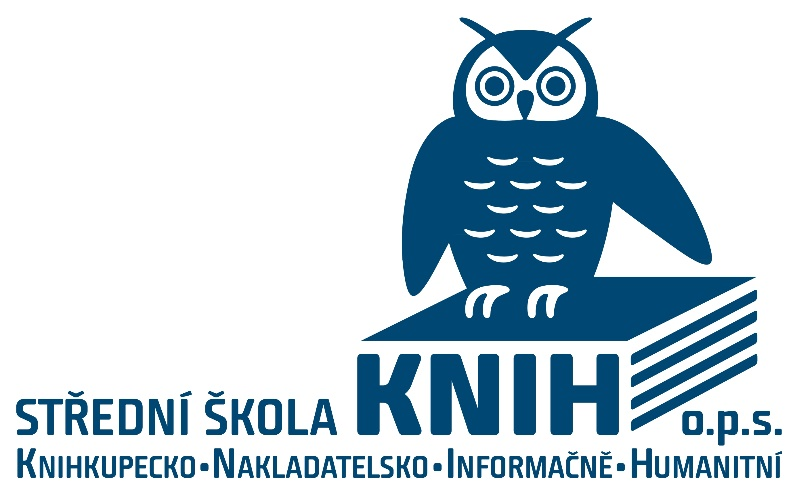 STŘEDNÍ ŠKOLA KNIH o.p.s.
KNIHKUPECKO•NAKLADATELSKO•INFORMAČNĚ•HUMANITNÍ